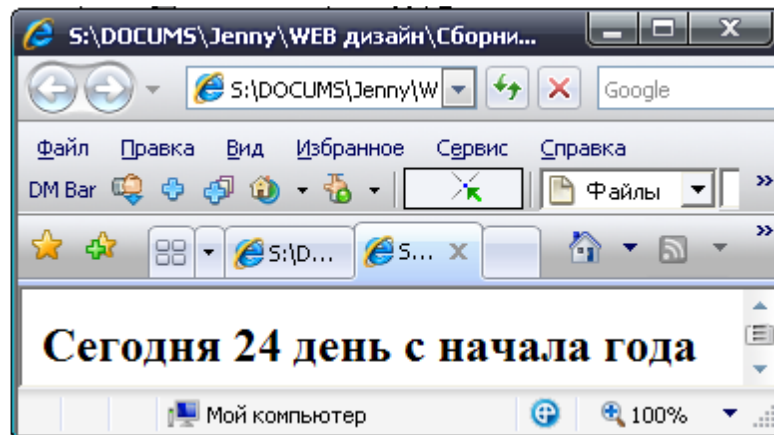 S:\DOCUMS\Jenny\WEB дизайн\Сборни...
S:\DOCUMS\Jenny\W Google
Файл Правка Вид Избранное Сервис Справка
DM Bar Файлы »
S:\D... S... X »
Сегодня 24 день с начала года
Мой компьютер 100%